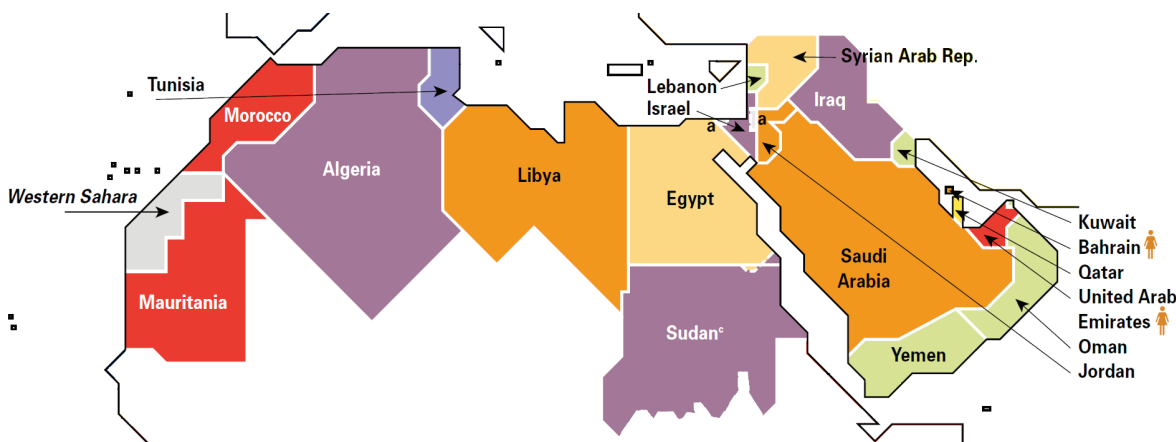 Syrian Arab Rep.
Tunisia
Lebanon
Israel
Iraq
Morocco
a
a
Algeria
Libya
Western Sahara
Egypt
Kuwait
Bahrain
Saudi
Arabia
Qatar
United Arab
Emirates
Mauritania
Sudanᶜ
Oman
Yemen
Jordan